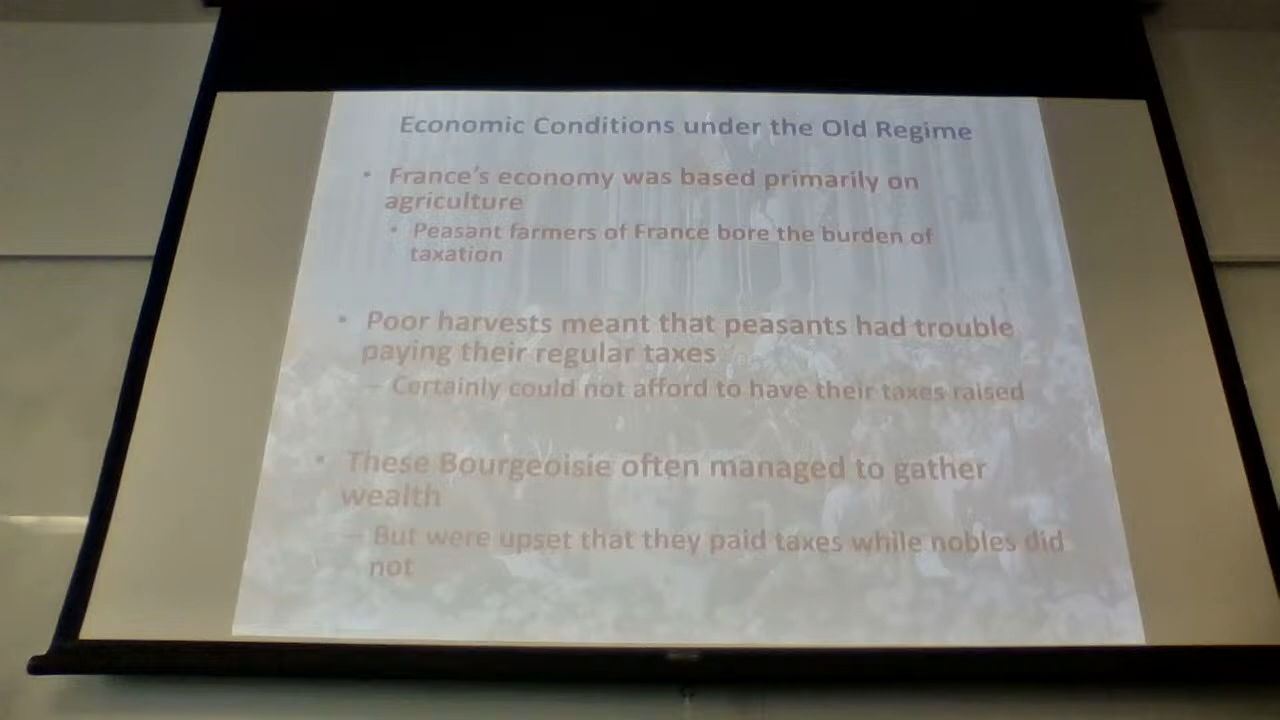 Economic Conditions under the Old Regime
• France's economy was based primarily on
agriculture
• Peasant farmers of France bore the burden of
taxation
• Poor harvests meant that peasants had trouble
paying their regular taxes
– Certainly could not afford to have their taxes raised
• These Bourgeoisie often managed to gather
wealth
– But were upset that they paid taxes while nobles did
not